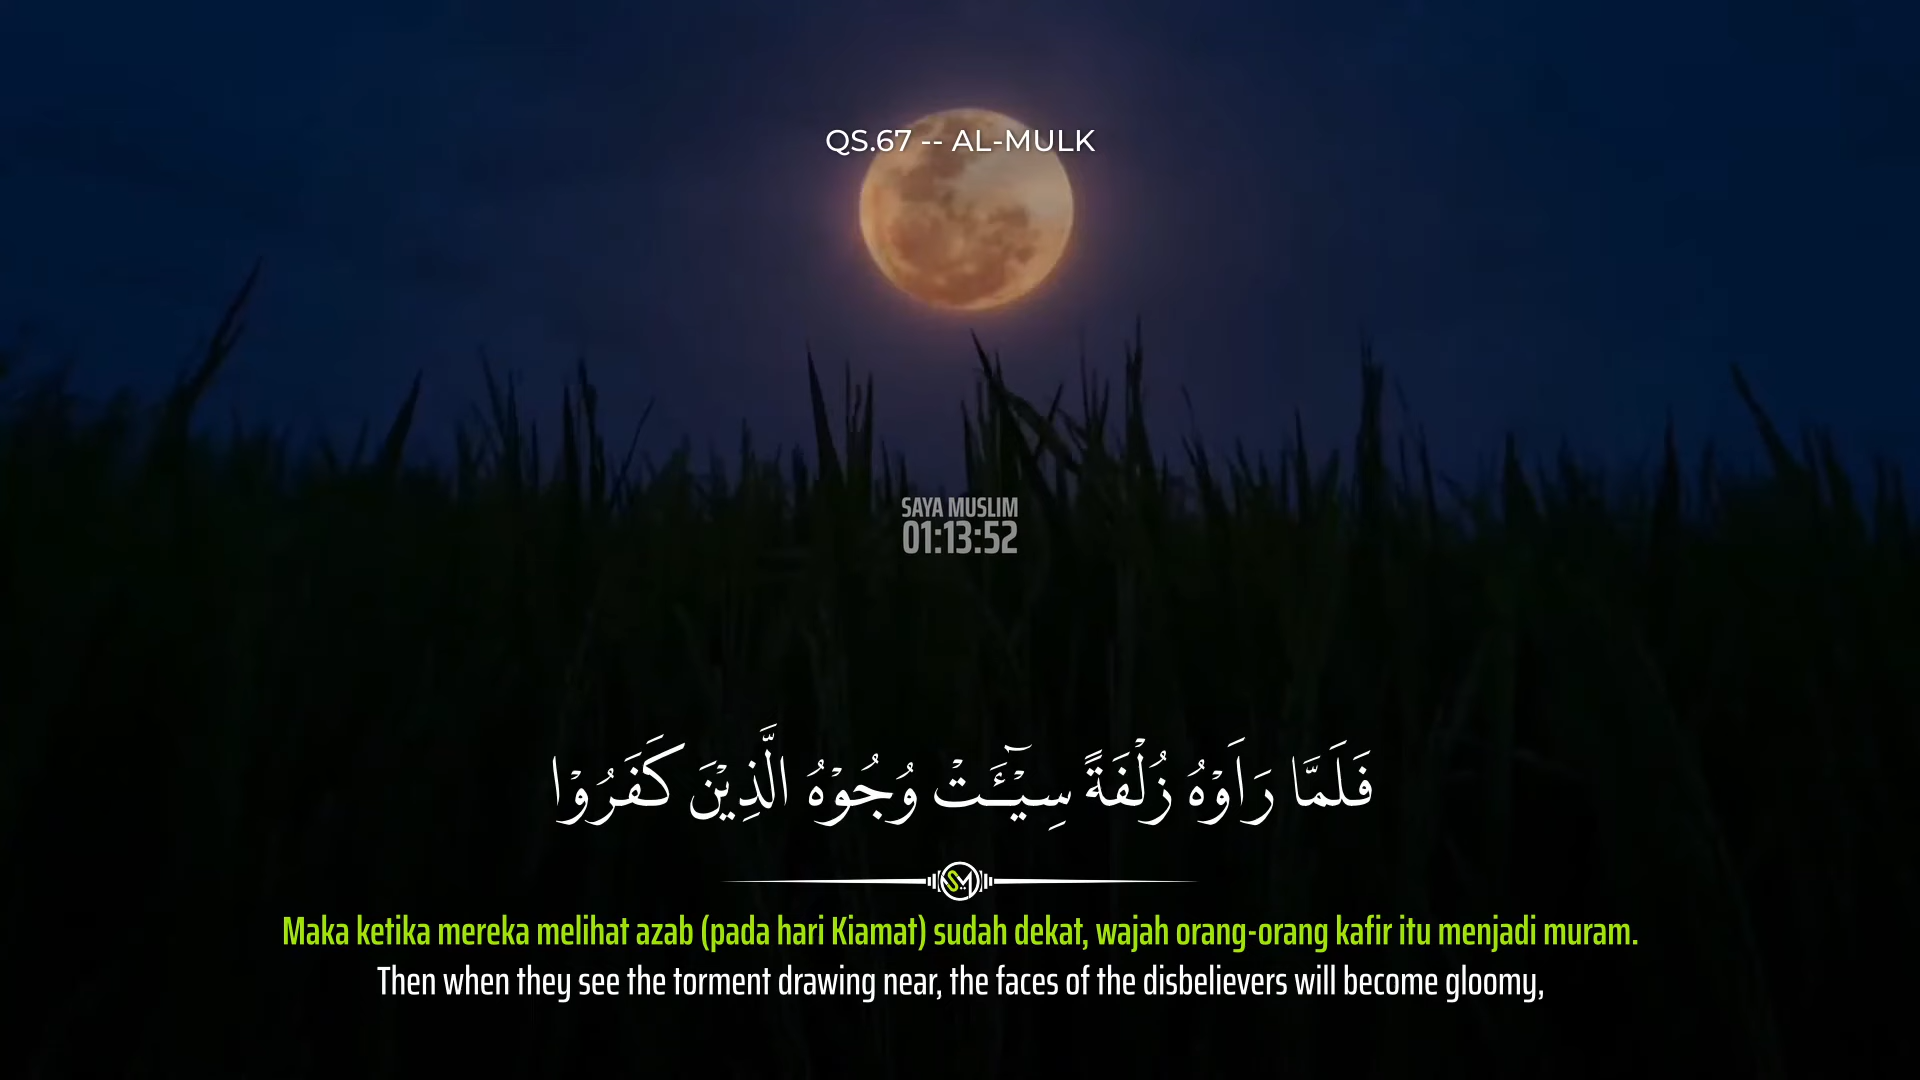 QS.67 -- AL-MULK
SAYA MUSLIM
01:13:52
فَلَمَّا رَاَوْهُ زُلْفَةً سِيْۤـَٔتْ وُجُوْهُ الَّذِيْنَ كَفَرُوْا
SM
Maka ketika mereka melihat azab (pada hari Kiamat) sudah dekat, wajah orang-orang kafir itu menjadi muram.
Then when they see the torment drawing near, the faces of the disbelievers will become gloomy,